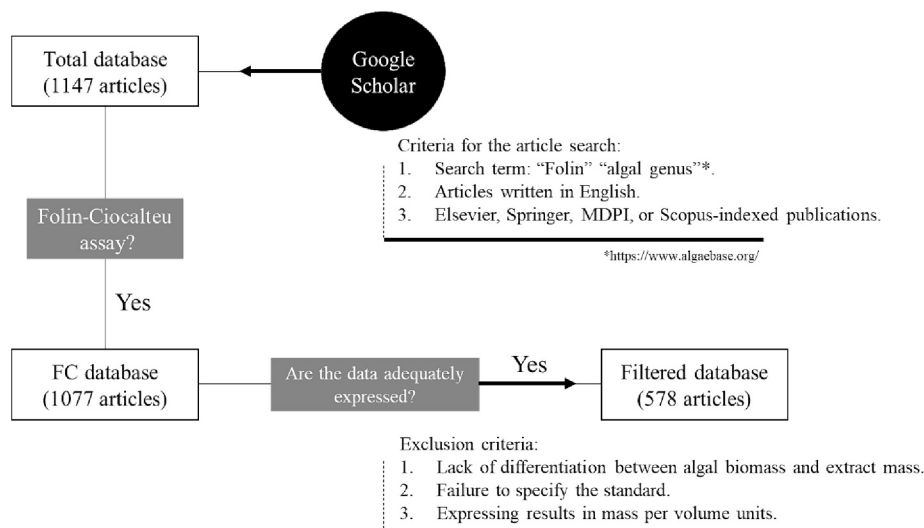 Total database
(1147 articles)
Google
Scholar
Criteria for the article search:
1. Search term: “Folin” “algal genus”*.
2. Articles written in English.
3. Elsevier, Springer, MDPI, or Scopus-indexed publications.
*https://www.algaebase.org/
Folin-Ciocalteu
assay?
Yes
FC database
(1077 articles)
Are the data adequately
expressed?
Yes
Filtered database
(578 articles)
Exclusion criteria:
1. Lack of differentiation between algal biomass and extract mass.
2. Failure to specify the standard.
3. Expressing results in mass per volume units.